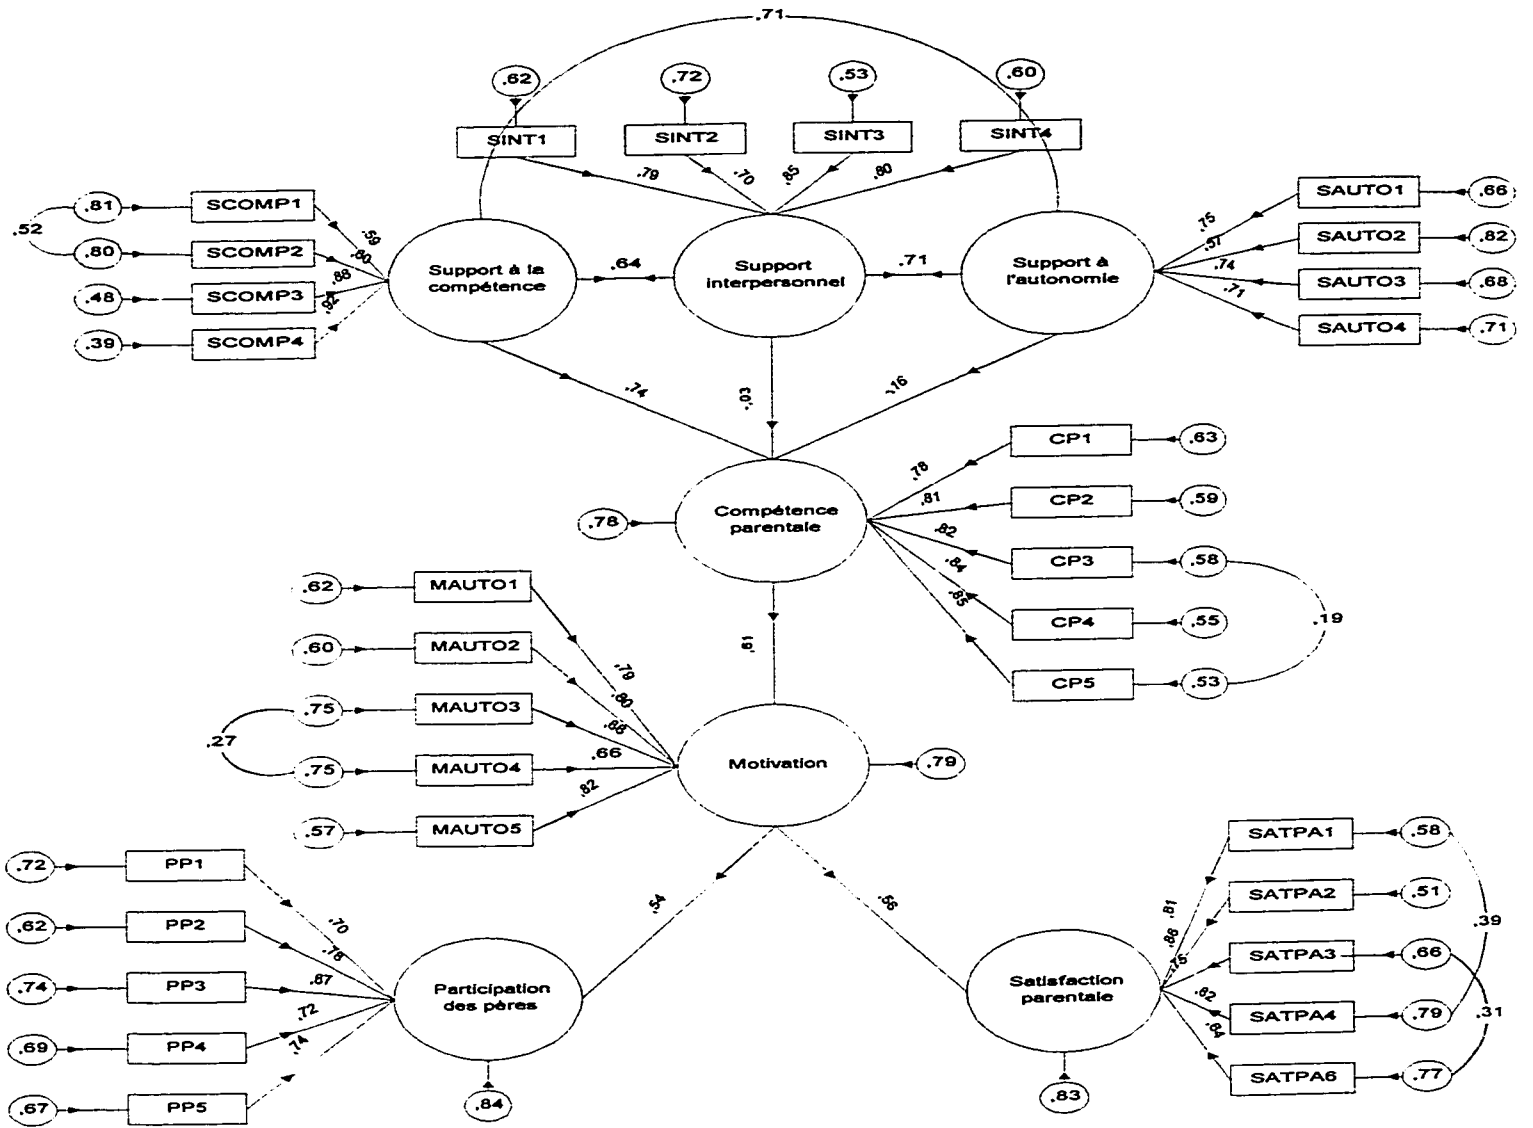 .71
.62
.72
.53
.60
SINT1
SINT2
SINT3
SINT4
.79
.70
.85
.80
.81
SCOMP1
.59
.52
.80
SCOMP2
.80
.48
SCOMP3
.88
.39
SCOMP4
.92
Support à la
compétence
.64
Support
interpersonnel
.71
Support à
l'autonomie
.75
SAUTO1
.66
.57
SAUTO2
.82
.74
SAUTO3
.68
.71
SAUTO4
.71
.74
-.03
.16
.78
Compétence
parentale
.78
CP1
.63
.81
CP2
.59
.82
CP3
.58
.84
CP4
.55
.19
.85
CP5
.53
.61
.62
MAUTO1
.79
.60
MAUTO2
.80
.75
MAUTO3
.27
.75
MAUTO4
.66
.57
MAUTO5
.82
Motivation
.79
.54
.56
.72
PP1
.70
.62
PP2
.78
.74
PP3
.67
.69
PP4
.72
.67
PP5
.74
Participation
des pères
.84
Satisfaction
parentale
.83
.81
SATPA1
.58
SATPA2
.51
.39
SATPA3
.66
.82
SATPA4
.79
.31
.84
SATPA6
.77